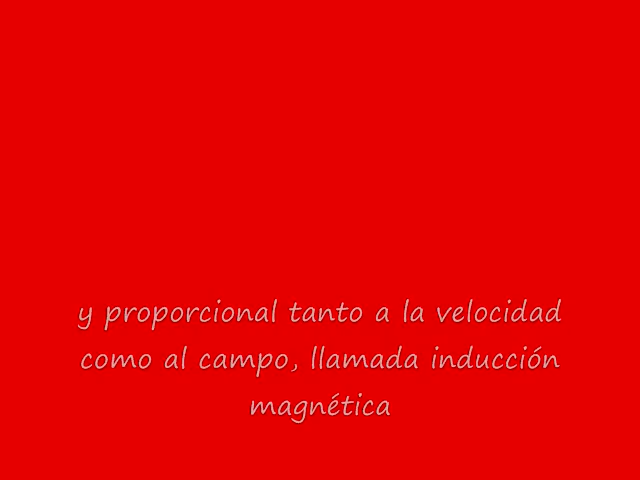 y proporcional tanto a la velocidad
como al campo, llamada inducción
magnética